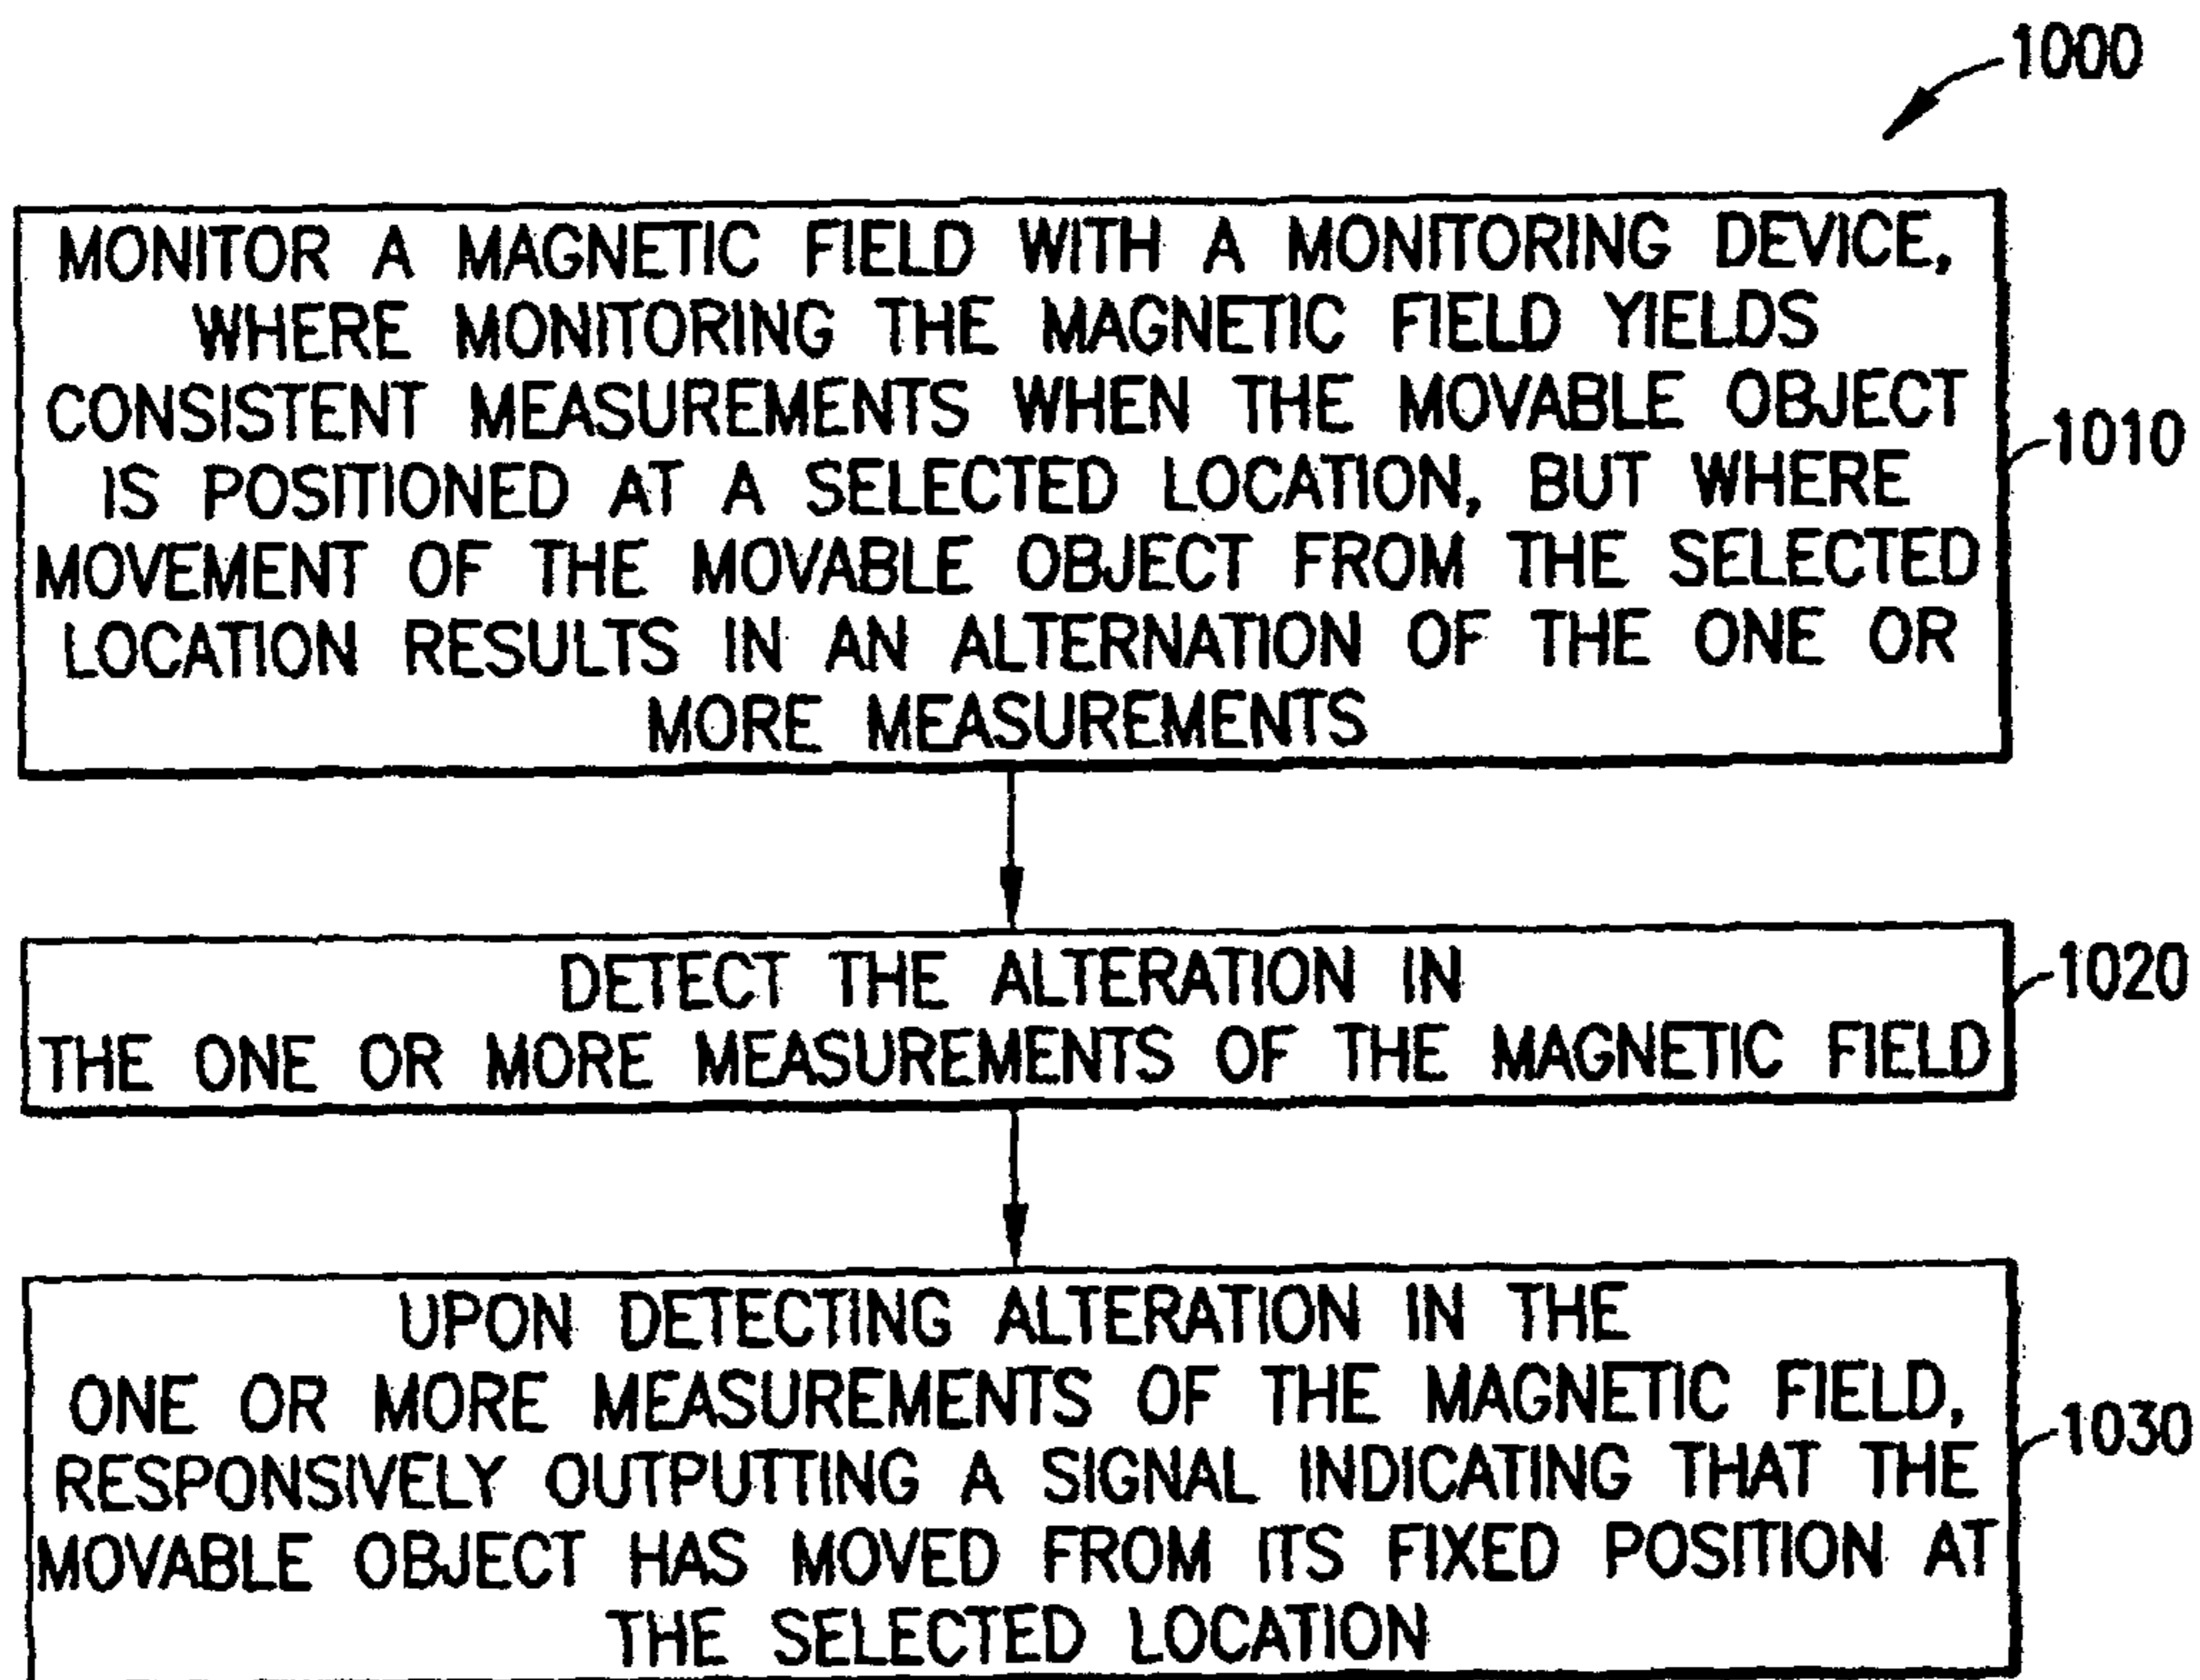 1000
MONITOR A MAGNETIC FIELD WITH A MONITORING DEVICE,
WHERE MONITORING THE MAGNETIC FIELD YIELDS
CONSISTENT MEASUREMENTS WHEN THE MOVABLE OBJECT
IS POSITIONED AT A SELECTED LOCATION, BUT WHERE
MOVEMENT OF THE MOVABLE OBJECT FROM THE SELECTED
LOCATION RESULTS IN AN ALTERNATION OF THE ONE OR
MORE MEASUREMENTS
1010
DETECT THE ALTERATION IN
THE ONE OR MORE MEASUREMENTS OF THE MAGNETIC FIELD
1020
UPON DETECTING ALTERATION IN THE
ONE OR MORE MEASUREMENTS OF THE MAGNETIC FIELD,
RESPONSIVELY OUTPUTTING A SIGNAL INDICATING THAT THE
MOVABLE OBJECT HAS MOVED FROM ITS FIXED POSITION AT
THE SELECTED LOCATION
1030